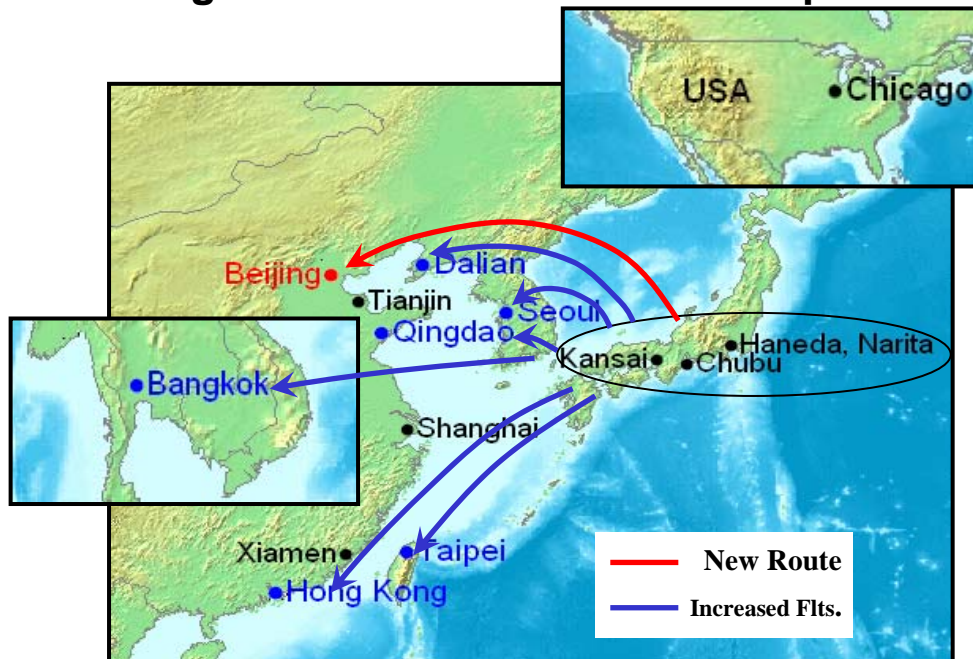 USA
Chicago
Beijing
Dalian
Tianjin
Seoul
Qingdao
Haneda, Narita
Kansai
Chubu
Bangkok
Shanghai
Xiamen
Taipei
Hong Kong
New Route
Increased Flts.